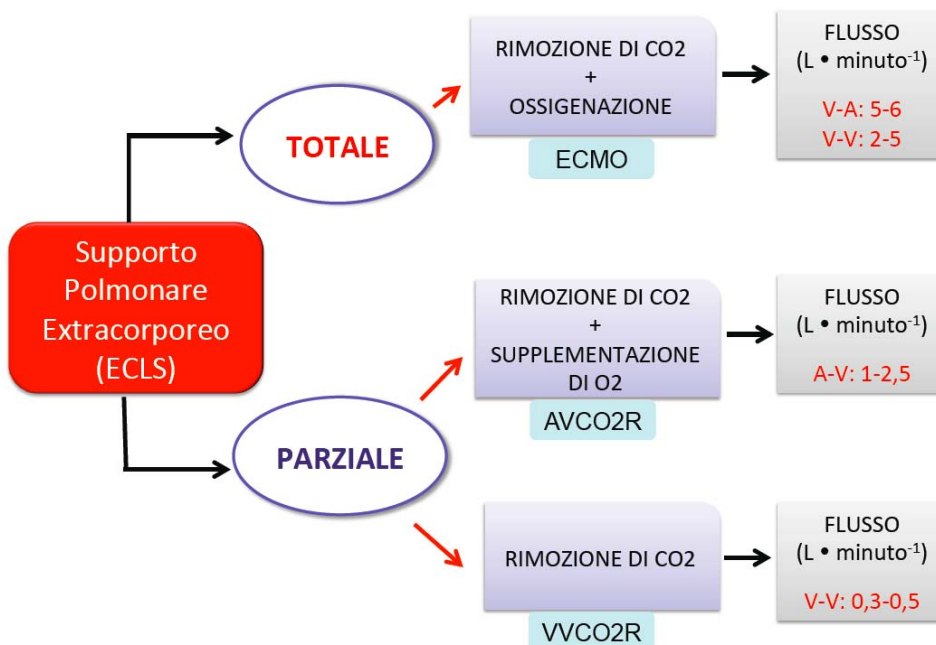 Supporto
Polmonare
Extracorporeo
(ECLS)
TOTALE
RIMOZIONE DI CO2
+
OSSIGENAZIONE
ECMO
FLUSSO
(L • minuto⁻¹)
V-A: 5-6
V-V: 2-5
PARZIALE
RIMOZIONE DI CO2
+
SUPPLEMENTAZIONE
DI O2
AVCO2R
FLUSSO
(L • minuto⁻¹)
A-V: 1-2,5
RIMOZIONE DI CO2
VVCO2R
FLUSSO
(L • minuto⁻¹)
V-V: 0,3-0,5